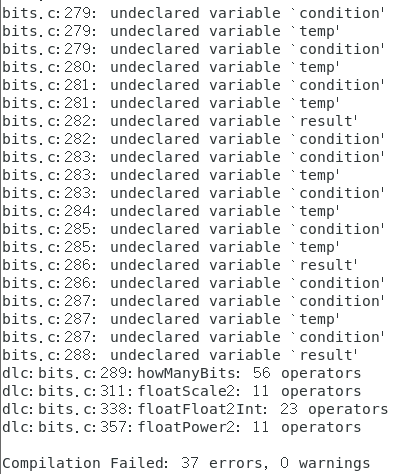 bits.c:279: undeclared variable `condition'
bits.c:279: undeclared variable `temp'
bits.c:279: undeclared variable `condition'
bits.c:280: undeclared variable `temp'
bits.c:281: undeclared variable `condition'
bits.c:281: undeclared variable `temp'
bits.c:282: undeclared variable `result'
bits.c:282: undeclared variable `condition'
bits.c:283: undeclared variable `condition'
bits.c:283: undeclared variable `temp'
bits.c:283: undeclared variable `condition'
bits.c:284: undeclared variable `temp'
bits.c:285: undeclared variable `condition'
bits.c:285: undeclared variable `temp'
bits.c:286: undeclared variable `result'
bits.c:286: undeclared variable `condition'
bits.c:287: undeclared variable `condition'
bits.c:287: undeclared variable `temp'
bits.c:287: undeclared variable `condition'
bits.c:288: undeclared variable `result'
dlc:bits.c:289:howManyBits: 56 operators
dlc:bits.c:311:floatScale2: 11 operators
dlc:bits.c:338:floatFloat2Int: 23 operators
dlc:bits.c:357:floatPower2: 11 operators
Compilation Failed: 37 errors, 0 warnings